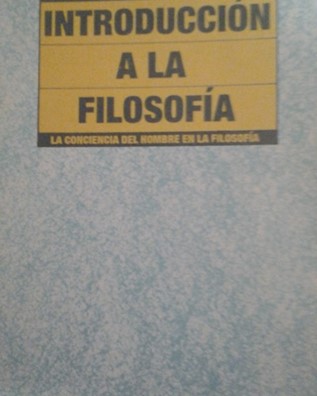 INTRODUCCIÓN
A LA
FILOSOFÍA
LA CONCIENCIA DEL HOMBRE EN LA FILOSOFÍA